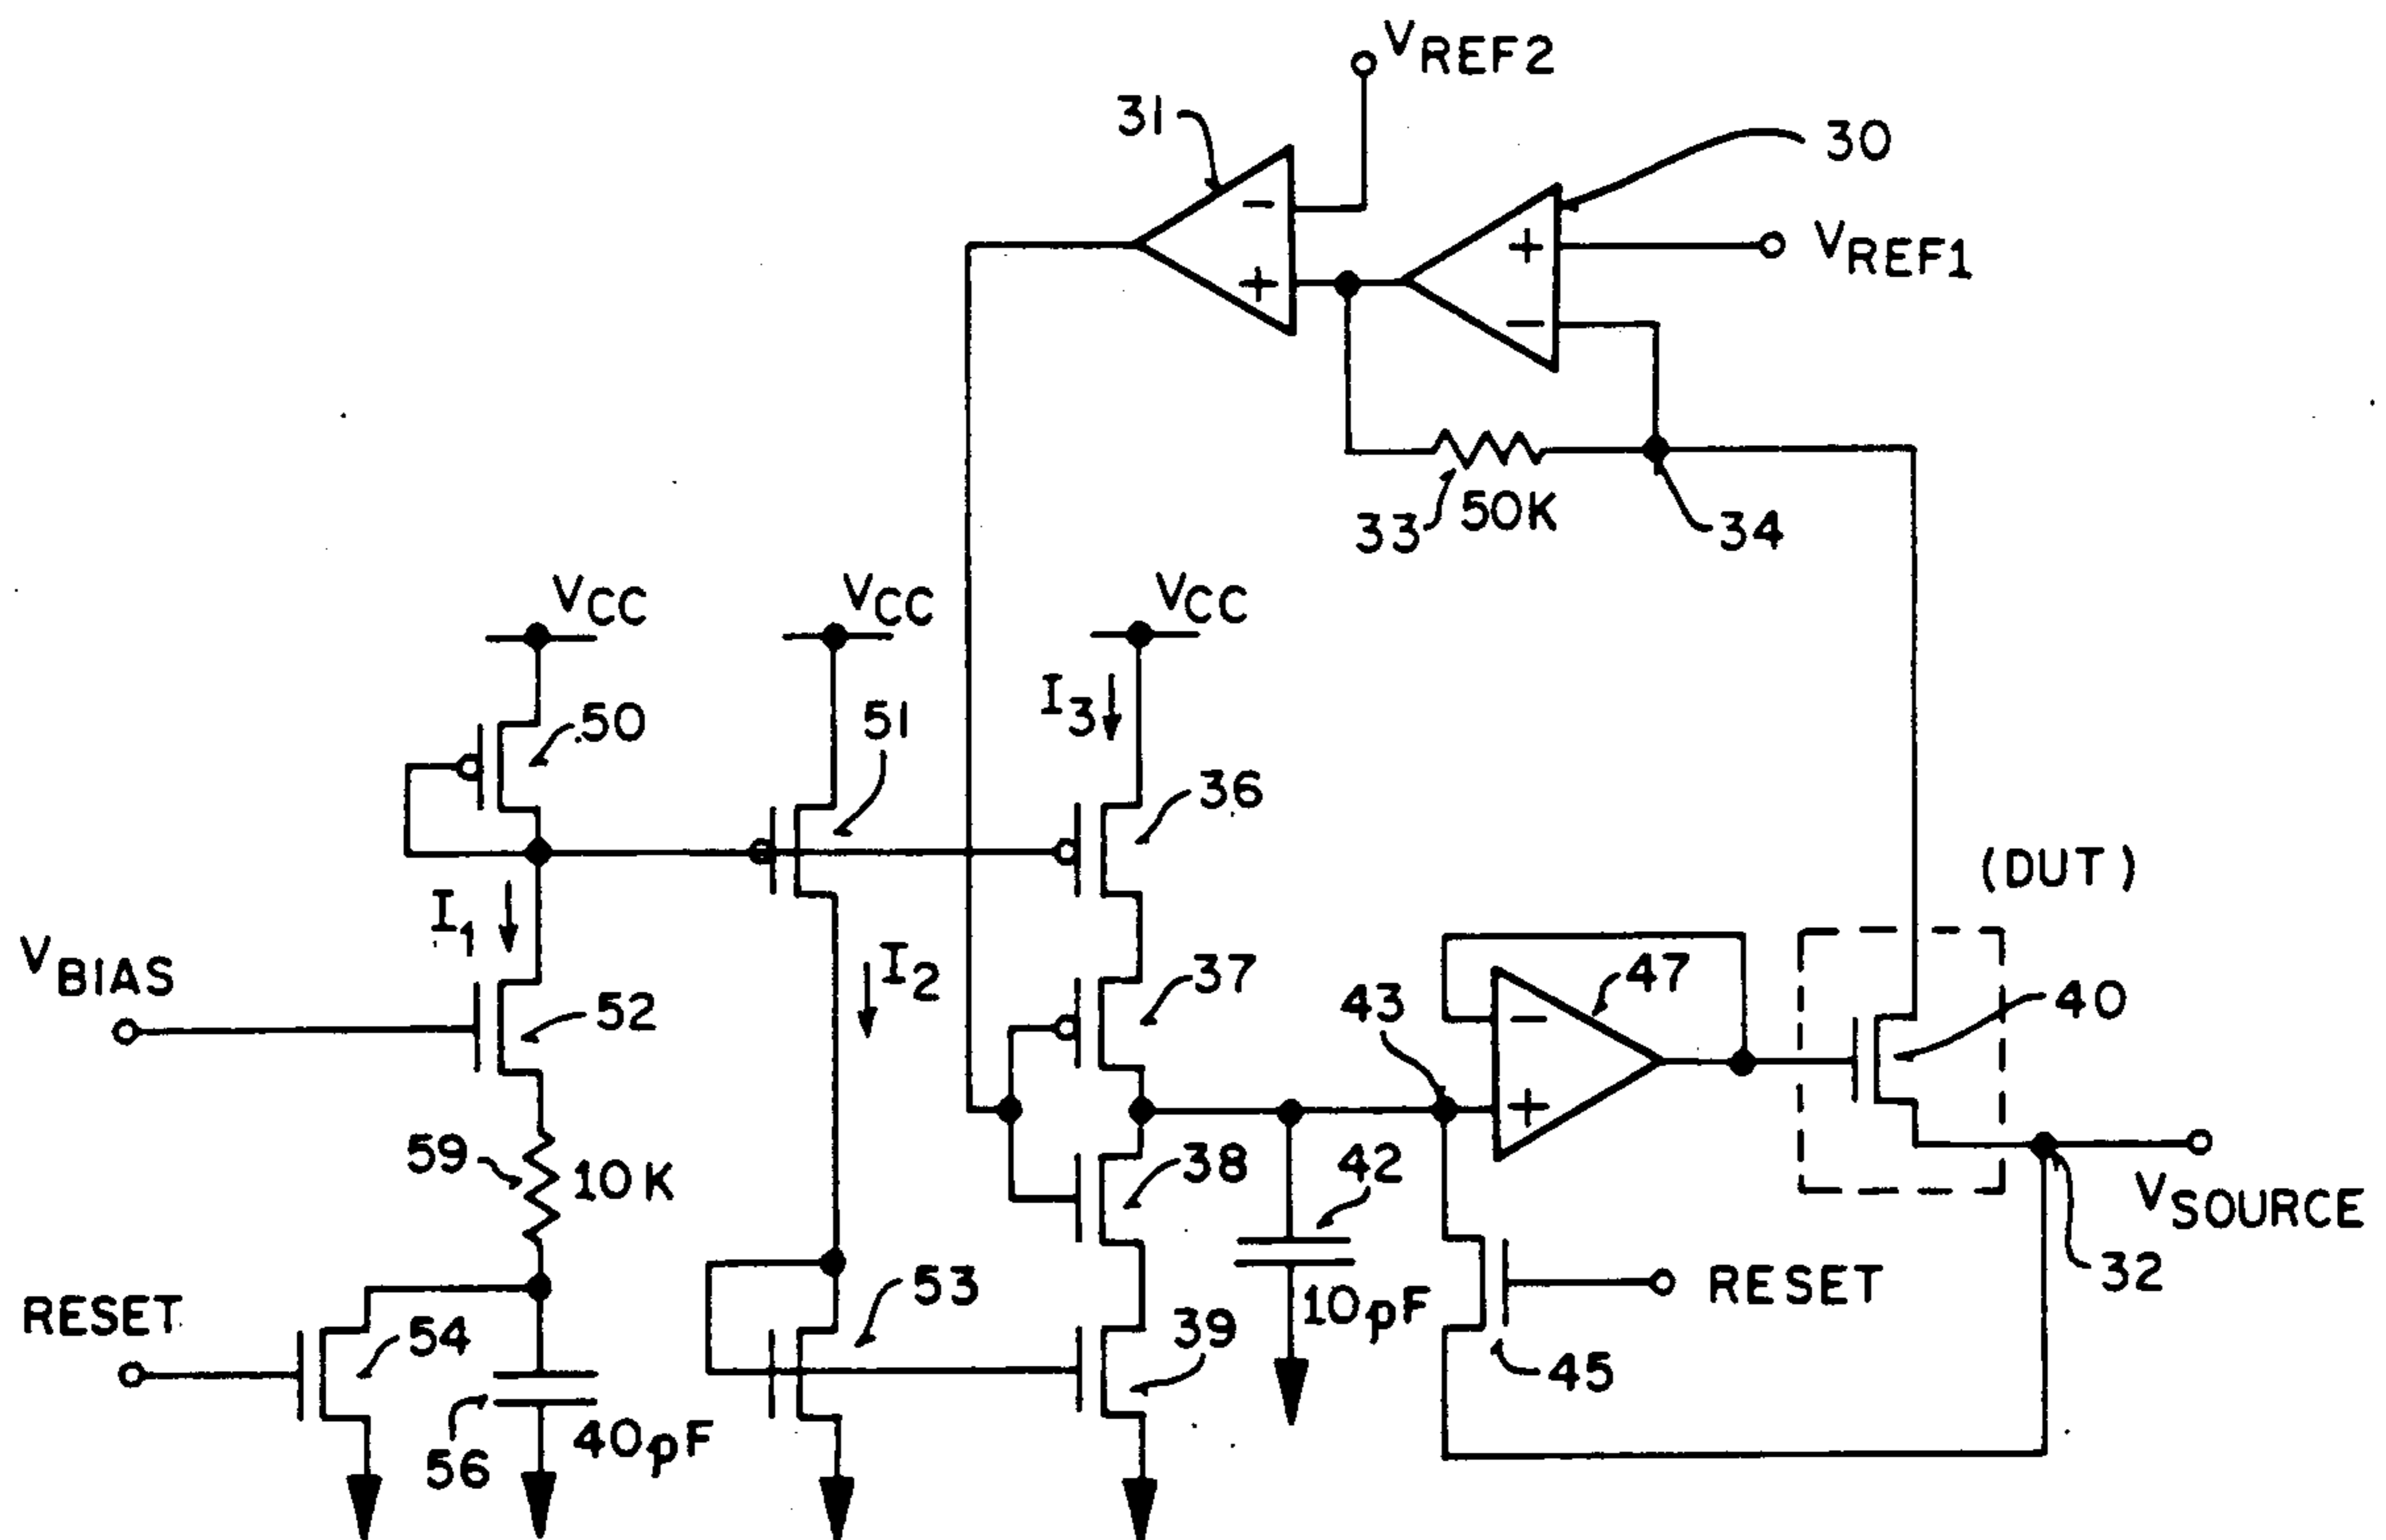 VREF2
31
30
VREF1
+
-
-
+
33
50K
34
VCC
VCC
VCC
50
51
I3
36
I1
(DUT)
VBIAS
52
I2
37
43
47
-
+
40
59
10K
38
42
VSOURCE
32
RESET
54
53
39
10pF
RESET
45
56
40pF